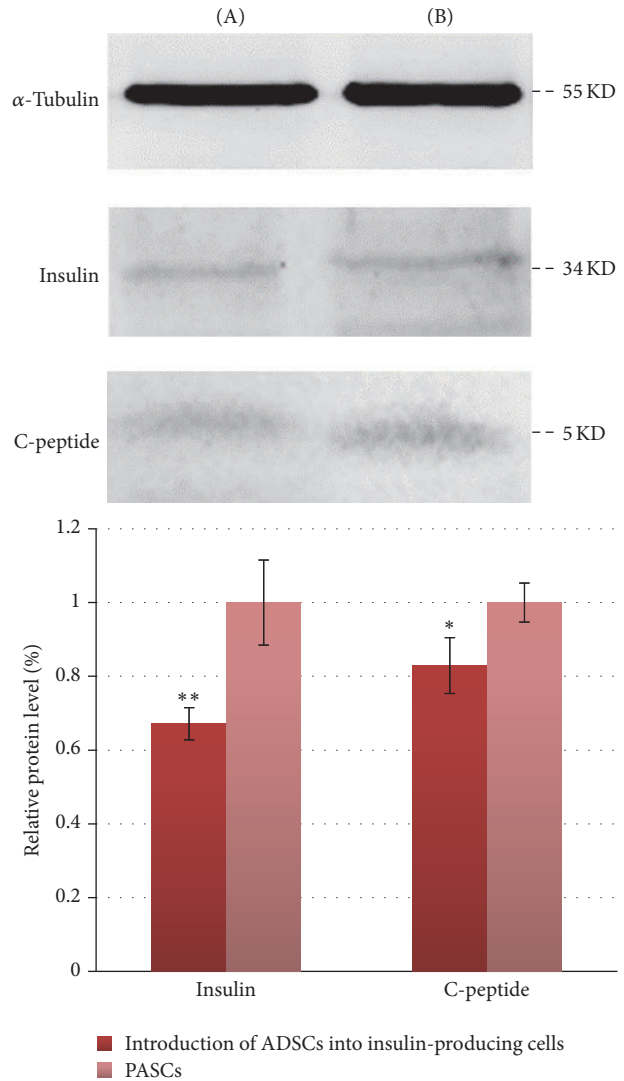 (A) (B)
α-Tubulin
55 KD
Insulin
34 KD
C-peptide
5 KD
1.2
1
0.8
0.6
0.4
0.2
0
Relative protein level (%)
**
*
Insulin C-peptide
Introduction of ADSCs into insulin-producing cells
PASCs